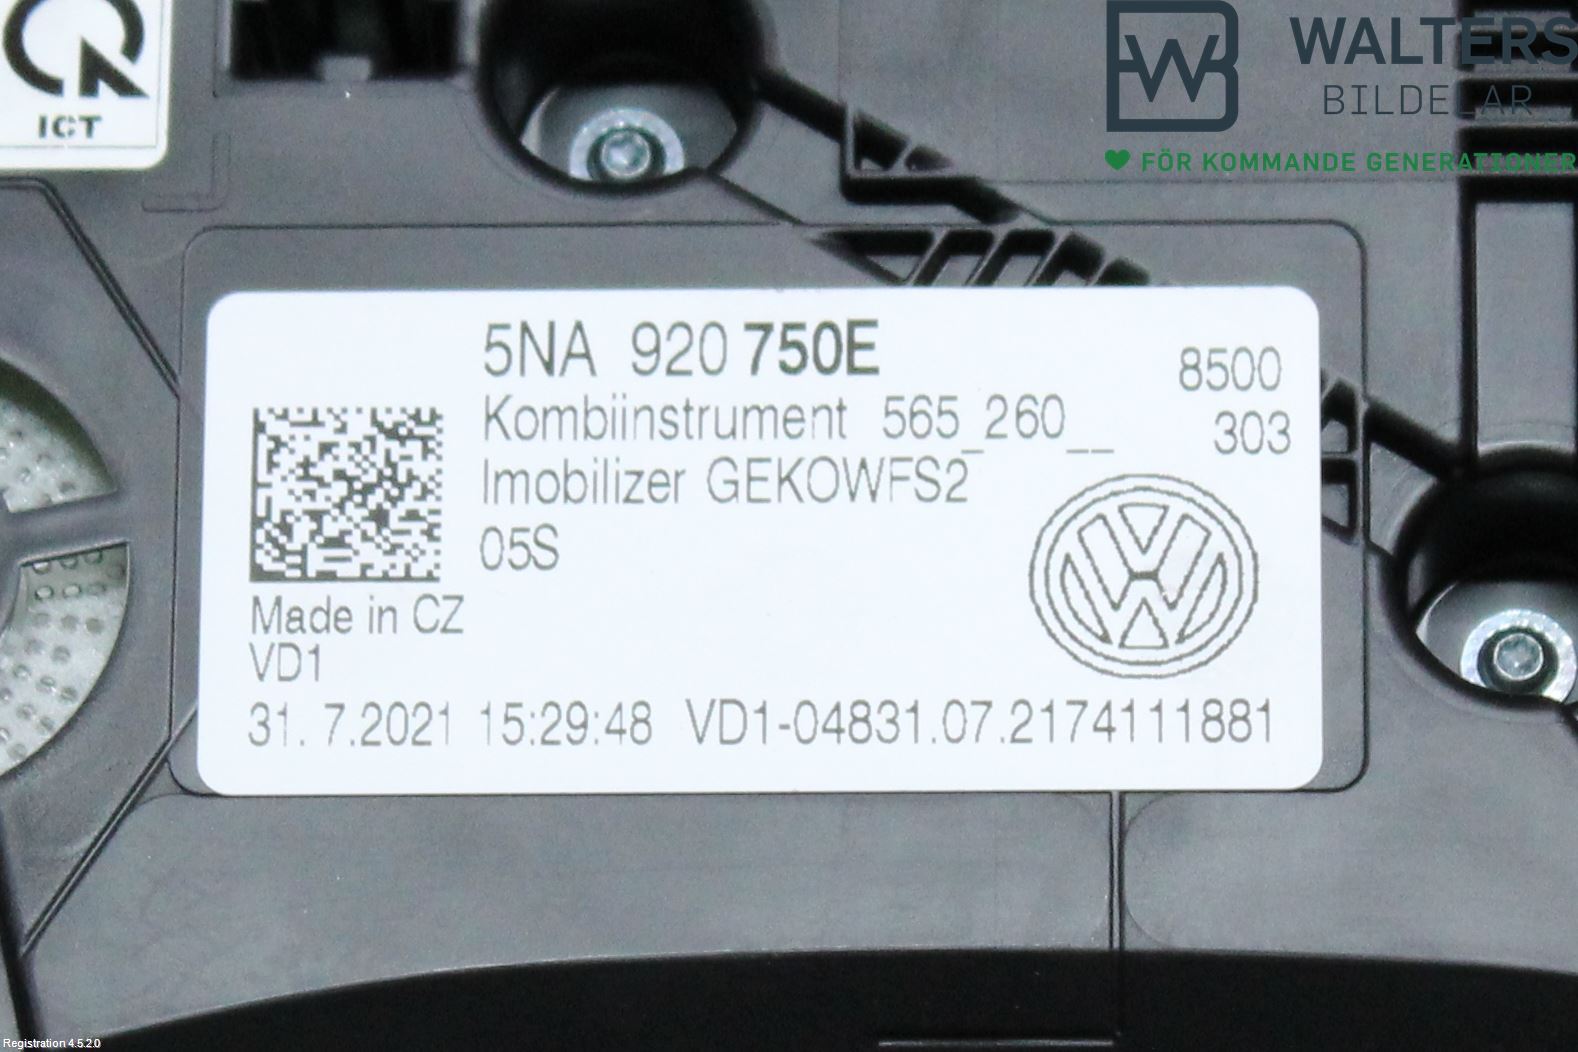 ICT
WALTERS
BILDELAR
FÖR KOMMANDE GENERATIONER
5NA 920 750E
8500
Kombiinstrument 565_260__
303
Imobilizer GEKOWFS2
05S
Made in CZ
VD1
31. 7.2021 15:29:48 VD1-04831.07.2174111881
Registration 4.5.2.0